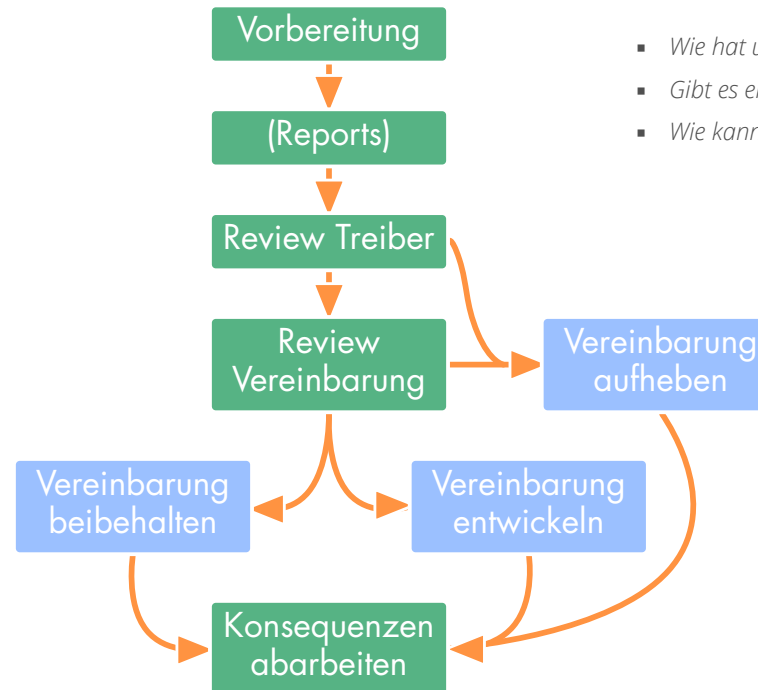 Vorbereitung
(Reports)
Review Treiber
Review
Vereinbarung
Vereinbarung
aufheben
Vereinbarung
beibehalten
Vereinbarung
entwickeln
Konsequenzen
abarbeiten
▪ Wie hat
▪ Gibt es
▪ Wie kann